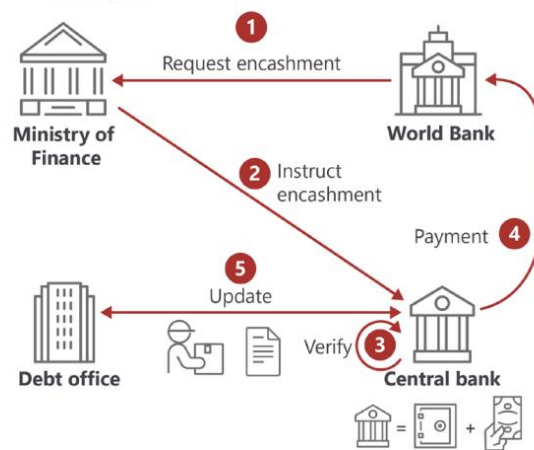 1
Request encashment
Ministry of
Finance
World Bank
2
Instruct
encashment
Payment
4
5
Update
Verify
3
Debt office
Central bank
=
+